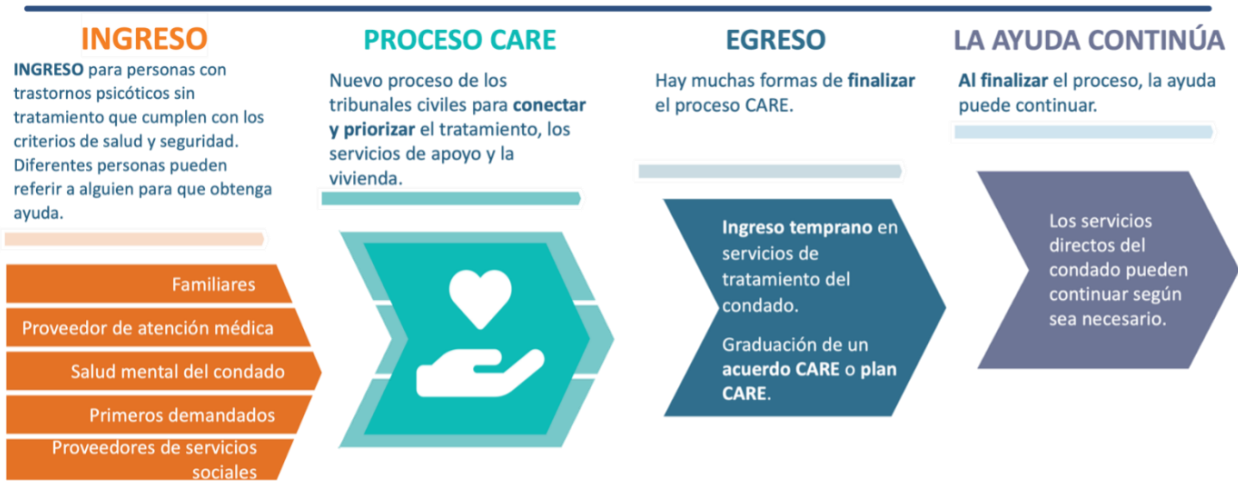 INGRESO
INGRESO para personas con
trastornos psicóticos sin
tratamiento que cumplen con los
criterios de salud y seguridad.
Diferentes personas pueden
referir a alguien para que obtenga
ayuda.
Familiares
Proveedor de atención médica
Salud mental del condado
Primeros demandados
Proveedores de servicios
sociales
PROCESO CARE
Nuevo proceso de los
tribunales civiles para conectar
y priorizar el tratamiento, los
servicios de apoyo y la
vivienda.
EGRESO
Hay muchas formas de finalizar
el proceso CARE.
Ingreso temprano en
servicios de
tratamiento del
condado.
Graduación de un
acuerdo CARE o plan
CARE.
LA AYUDA CONTINÚA
Al finalizar el proceso, la ayuda
puede continuar.
Los servicios
directos del
condado pueden
continuar según
sea necesario.